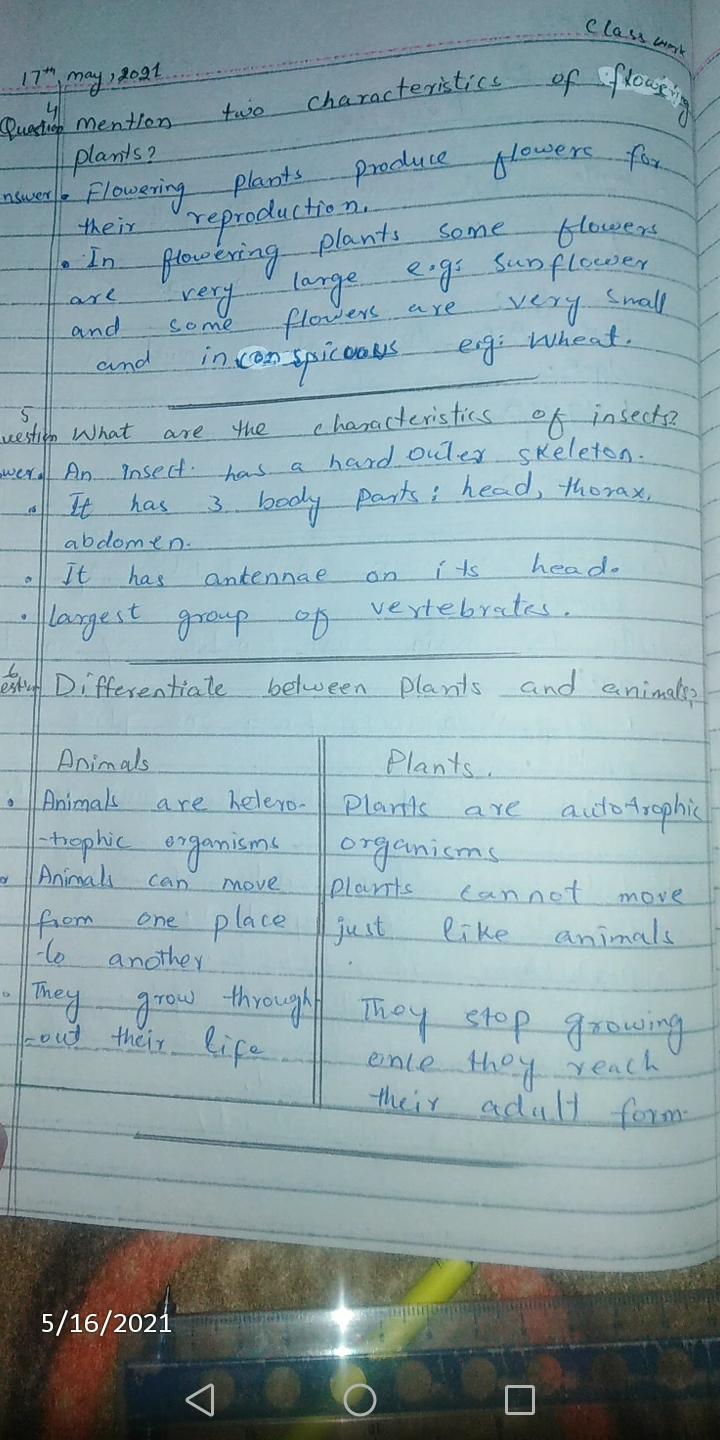 Class work
17th, may, 2021
4
Question mention two characteristics of flowering
plants?
nswer • Flowering plants produce flowers for
their reproduction.
• In flowering plants some flowers
are very large e.g: sunflower
and some flowers are very small
and inconspicoous e.g: Wheat.
5
uestion What are the characteristics of insects?
wer • An insect has a hard outer skeleton.
• It has 3 body parts: head, thorax,
abdomen.
• It has antennae on its head.
• largest group of vertebrates.
6
estion Differentiate between plants and animals?
Animals Plants.
• Animals are hetero- Plants are autotrophic
-trophic organisms organisms
• Animals can move plants cannot move
from one place just like animals
to another .
• They grow through They stop growing
-out their life once they reach
their adult form.
5/16/2021